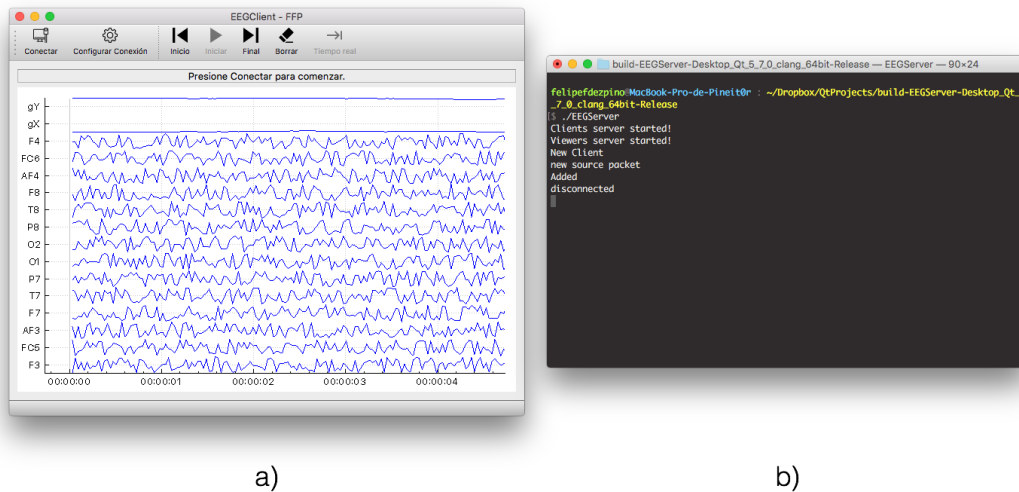 EEGClient - FFP
Conectar Configurar Conexión Inicio Iniciar Final Borrar Tiempo real
Presione Conectar para comenzar.
gY
gX
F4
FC6
AF4
F8
T8
P8
O2
O1
P7
T7
F7
AF3
FC5
F3
00:00:00 00:00:01 00:00:02 00:00:03 00:00:04
a)
build-EEGServer-Desktop_Qt_5_7_0_clang_64bit-Release — EEGServer — 90×24
felipefdezpino@MacBook-Pro-de-Pineit0r : ~/Dropbox/QtProjects/build-EEGServer-Desktop_Qt_5
_7_0_clang_64bit-Release
[$ ./EEGServer
Clients server started!
Viewers server started!
New Client
new source packet
Added
disconnected
b)